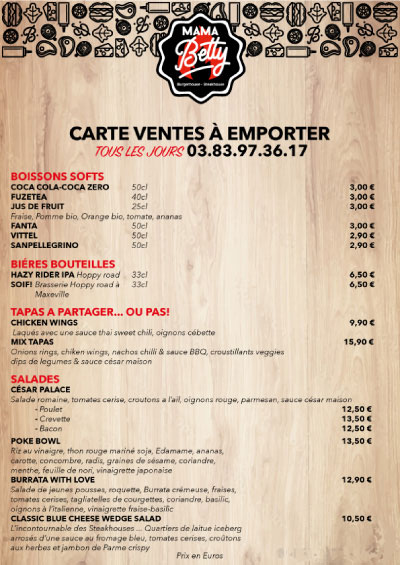 MAMA
Betty
Burgerhouse - Steakhouse
CARTE VENTES À EMPORTER
TOUS LES JOURS 03.83.97.36.17
BOISSONS SOFTS
COCA COLA-COCA ZERO 50cl 3,00 €
FUZETEA 40cl 3,00 €
JUS DE FRUIT 25cl 3,00 €
Fraise, Pomme bio, Orange bio, tomate, ananas
FANTA 50cl 3,00 €
VITTEL 50cl 2,90 €
SANPELLEGRINO 50cl 2,90 €
BIÉRES BOUTEILLES
HAZY RIDER IPA Hoppy road 33cl 6,50 €
SOIF! Brasserie Hoppy road à 33cl 6,50 €
Maxeville
TAPAS A PARTAGER... OU PAS!
CHICKEN WINGS 9,90 €
Laqués avec une sauce thai sweet chili, oignons cébette
MIX TAPAS 15,90 €
Onions rings, chiken wings, nachos chilli & sauce BBQ, croustillants veggies
dips de legumes & sauce césar maison
SALADES
CÉSAR PALACE
Salade romaine, tomates cerise, croutons a l'ail, oignons rouge, parmesan, sauce césar maison
- Poulet 12,50 €
- Crevette 13,50 €
- Bacon 12,50 €
POKE BOWL 13,50 €
Riz au vinaigre, thon rouge mariné soja, Edamame, ananas,
carotte, concombre, radis, graines de sésame, coriandre,
menthe, feuille de nori, vinaigrette japonaise
BURRATA WITH LOVE 12,90 €
Salade de jeunes pousses, roquette, Burrata crémeuse, fraises,
tomates cerises, tagliatelles de courgettes, coriandre, basilic,
oignons à l'italienne, vinaigrette fraise-basilic
CLASSIC BLUE CHEESE WEDGE SALAD 10,50 €
L'incontournable des Steakhouses ... Quartiers de laitue iceberg
arrosés d'une sauce au fromage bleu, tomates cerises, croûtons
aux herbes et jambon de Parme crispy
Prix en Euros